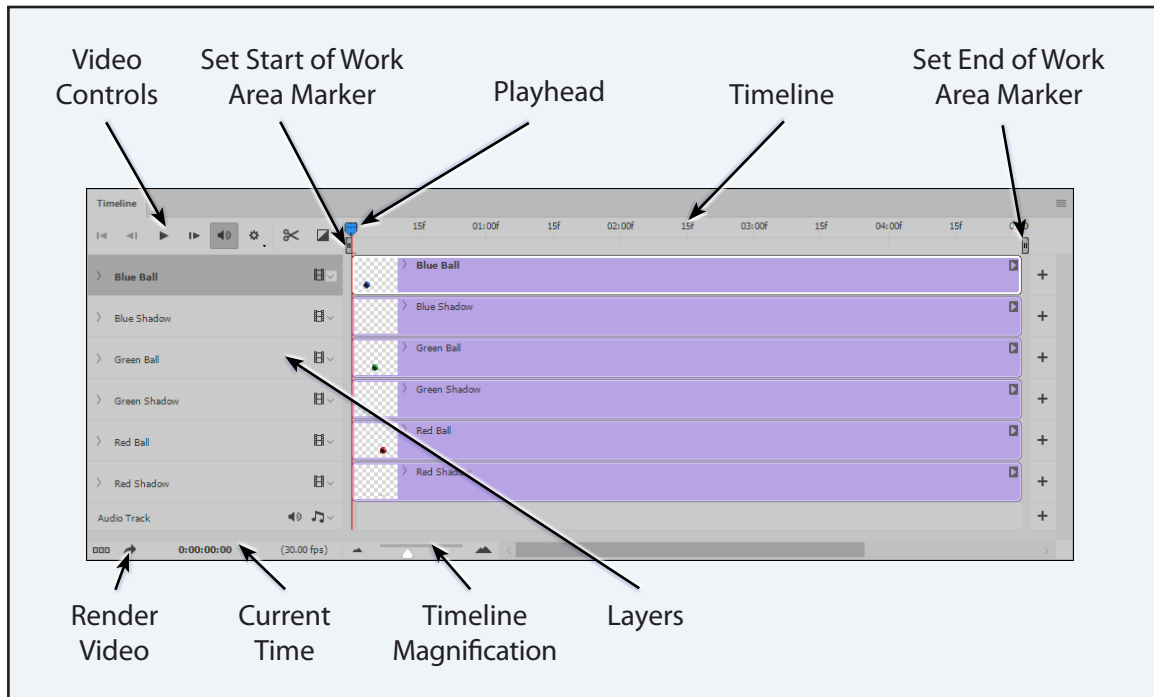 Video Controls
Set Start of Work Area Marker
Playhead
Timeline
Set End of Work Area Marker
Timeline
15f 01:00f 15f 02:00f 15f 03:00f 15f 04:00f 15f
Blue Ball Blue Ball
Blue Shadow Blue Shadow
Green Ball Green Ball
Green Shadow Green Shadow
Red Ball Red Ball
Red Shadow Red Shadow
Audio Track
0:00:00:00 (30.00 fps)
Render Video
Current Time
Timeline Magnification
Layers